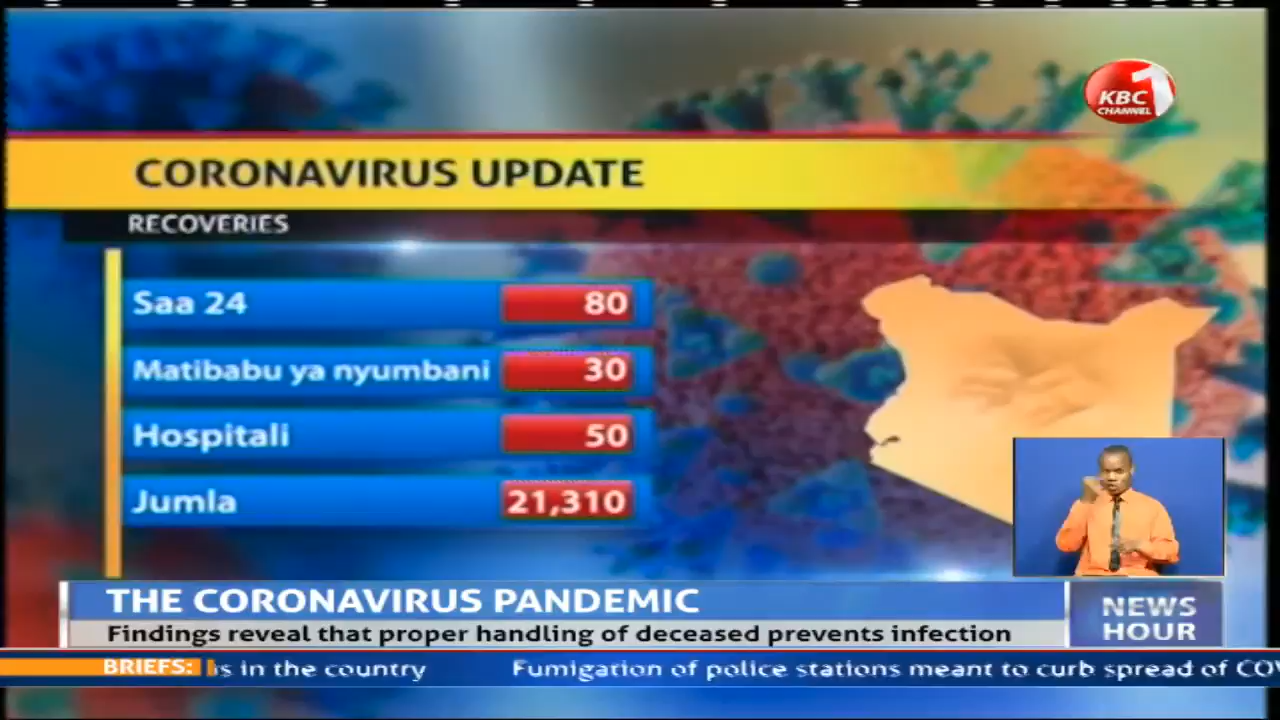 KBC 1
CHANNEL
CORONAVIRUS UPDATE
RECOVERIES
Saa 24 80
Matibabu ya nyumbani 30
Hospitali 50
Jumla 21,310
THE CORONAVIRUS PANDEMIC
Findings reveal that proper handling of deceased prevents infection
NEWS
HOUR
BRIEFS: in the country Fumigation of police stations meant to curb spread of